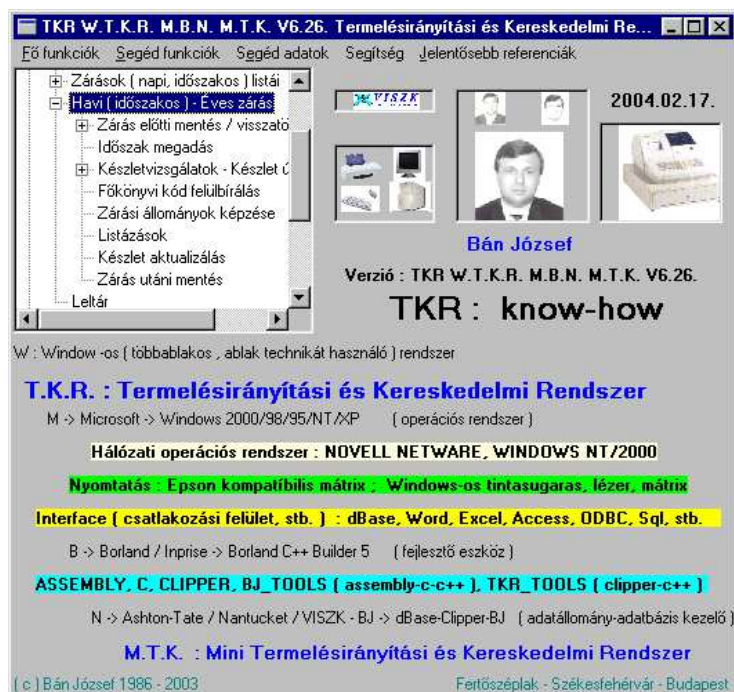 TKR W.T.K.R. M.B.N. M.T.K. V6.26. Termelésirányítási és Kereskedelmi Re...
Fő funkciók Segéd funkciók Segéd adatok Segítség Jelentősebb referenciák
Zárások ( napi, időszakos ) listái
Havi ( időszakos ) - Éves zárás
Zárás előtti mentés / visszatö
Időszak megadás
Készletvizsgálatok - Készlet ú
Főkönyvi kód felülbírálás
Zárási állományok képzése
Listázások
Készlet aktualizálás
Zárás utáni mentés
Leltár
VISZK
2004.02.17.
Bán József
Verzió : TKR W.T.K.R. M.B.N. M.T.K. V6.26.
TKR : know-how
W : Window -os ( többablakos , ablak technikát használó ) rendszer
T.K.R. : Termelésirányítási és Kereskedelmi Rendszer
M -> Microsoft -> Windows 2000/98/95/NT/XP ( operációs rendszer )
Hálózati operációs rendszer : NOVELL NETWARE, WINDOWS NT/2000
Nyomtatás : Epson kompatíbilis mátrix ; Windows-os tintasugaras, lézer, mátrix
Interface ( csatlakozási felület, stb. ) : dBase, Word, Excel, Access, ODBC, Sql, stb.
B -> Borland / Inprise -> Borland C++ Builder 5 ( fejlesztő eszköz )
ASSEMBLY, C, CLIPPER, BJ_TOOLS ( assembly-c-c++ ), TKR_TOOLS ( clipper-c++ )
N -> Ashton-Tate / Nantucket / VISZK - BJ -> dBase-Clipper-BJ ( adatállomány-adatbázis kezelő )
M.T.K. : Mini Termelésirányítási és Kereskedelmi Rendszer
( c ) Bán József 1986 - 2003
Fertőszéplak - Székesfehérvár - Budapest